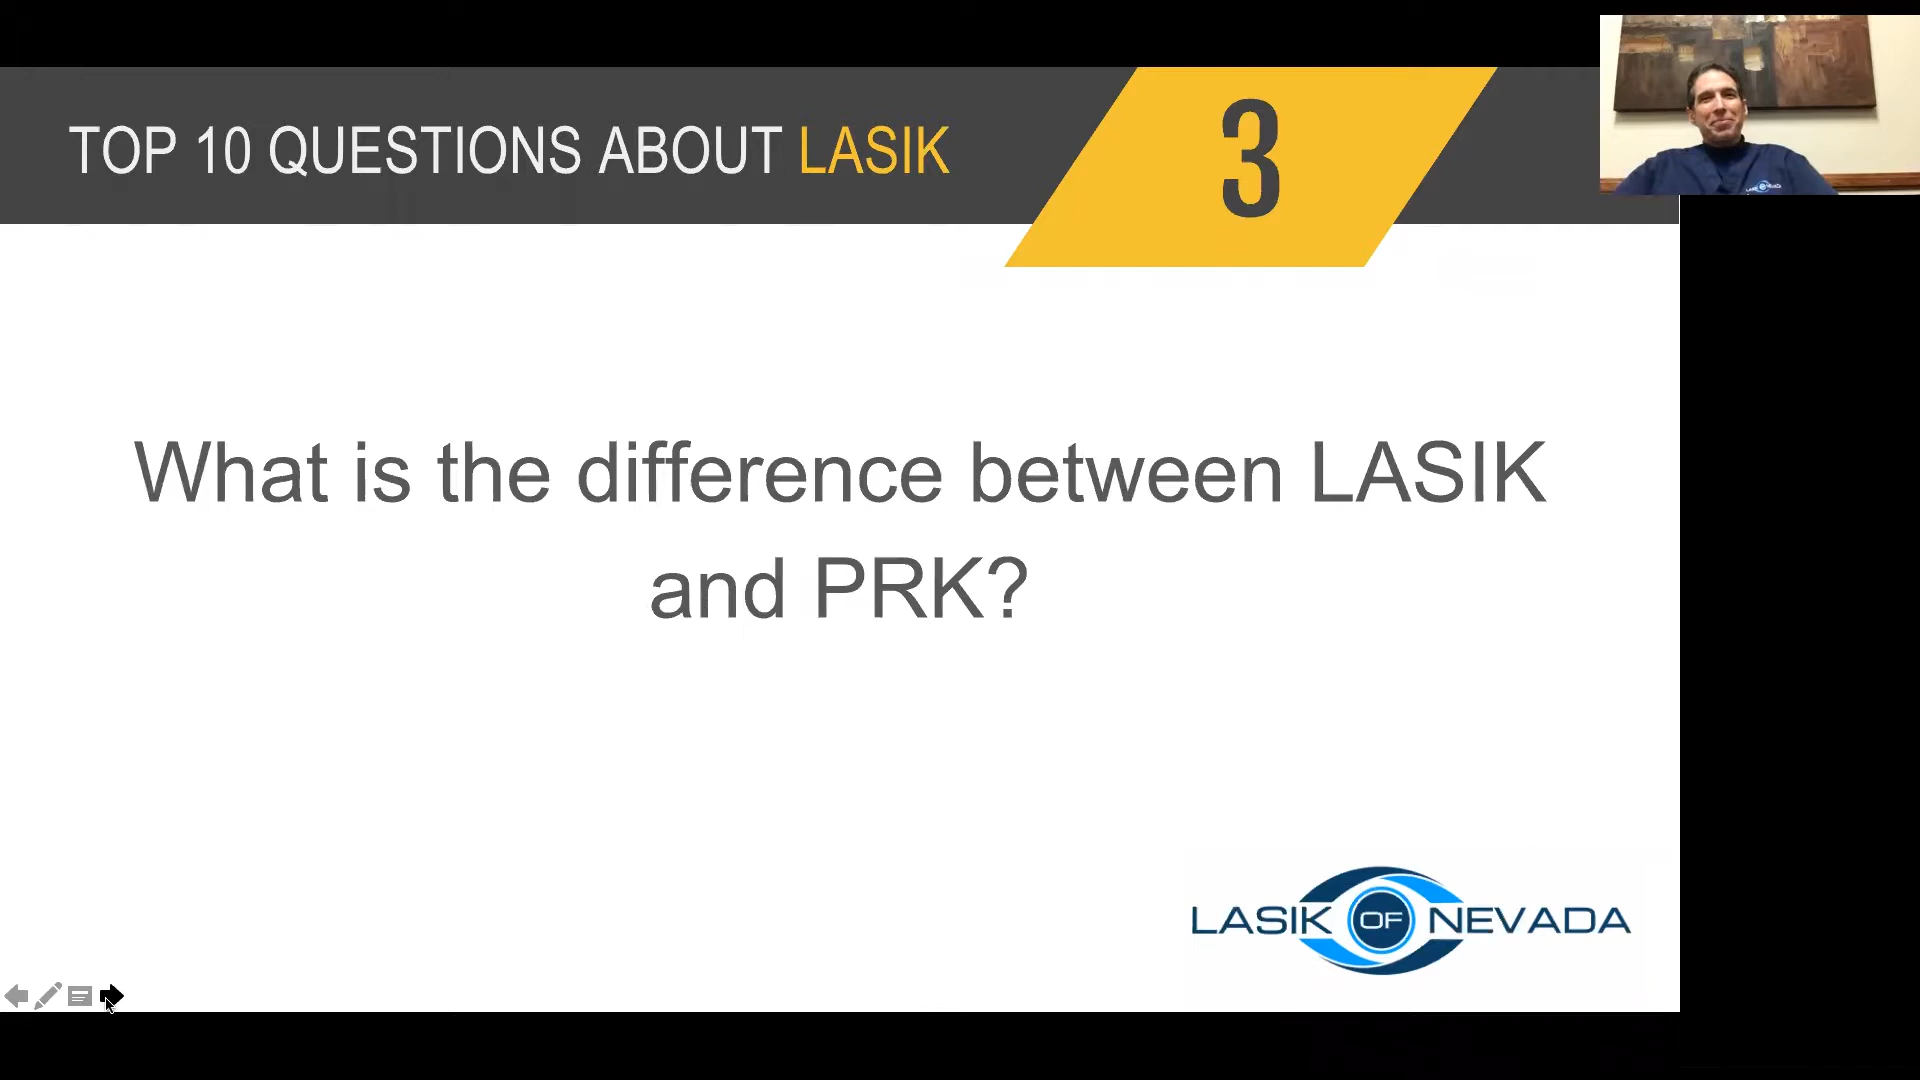 TOP 10 QUESTIONS ABOUT LASIK
3
What is the difference between LASIK
and PRK?
LASIK OF NEVADA